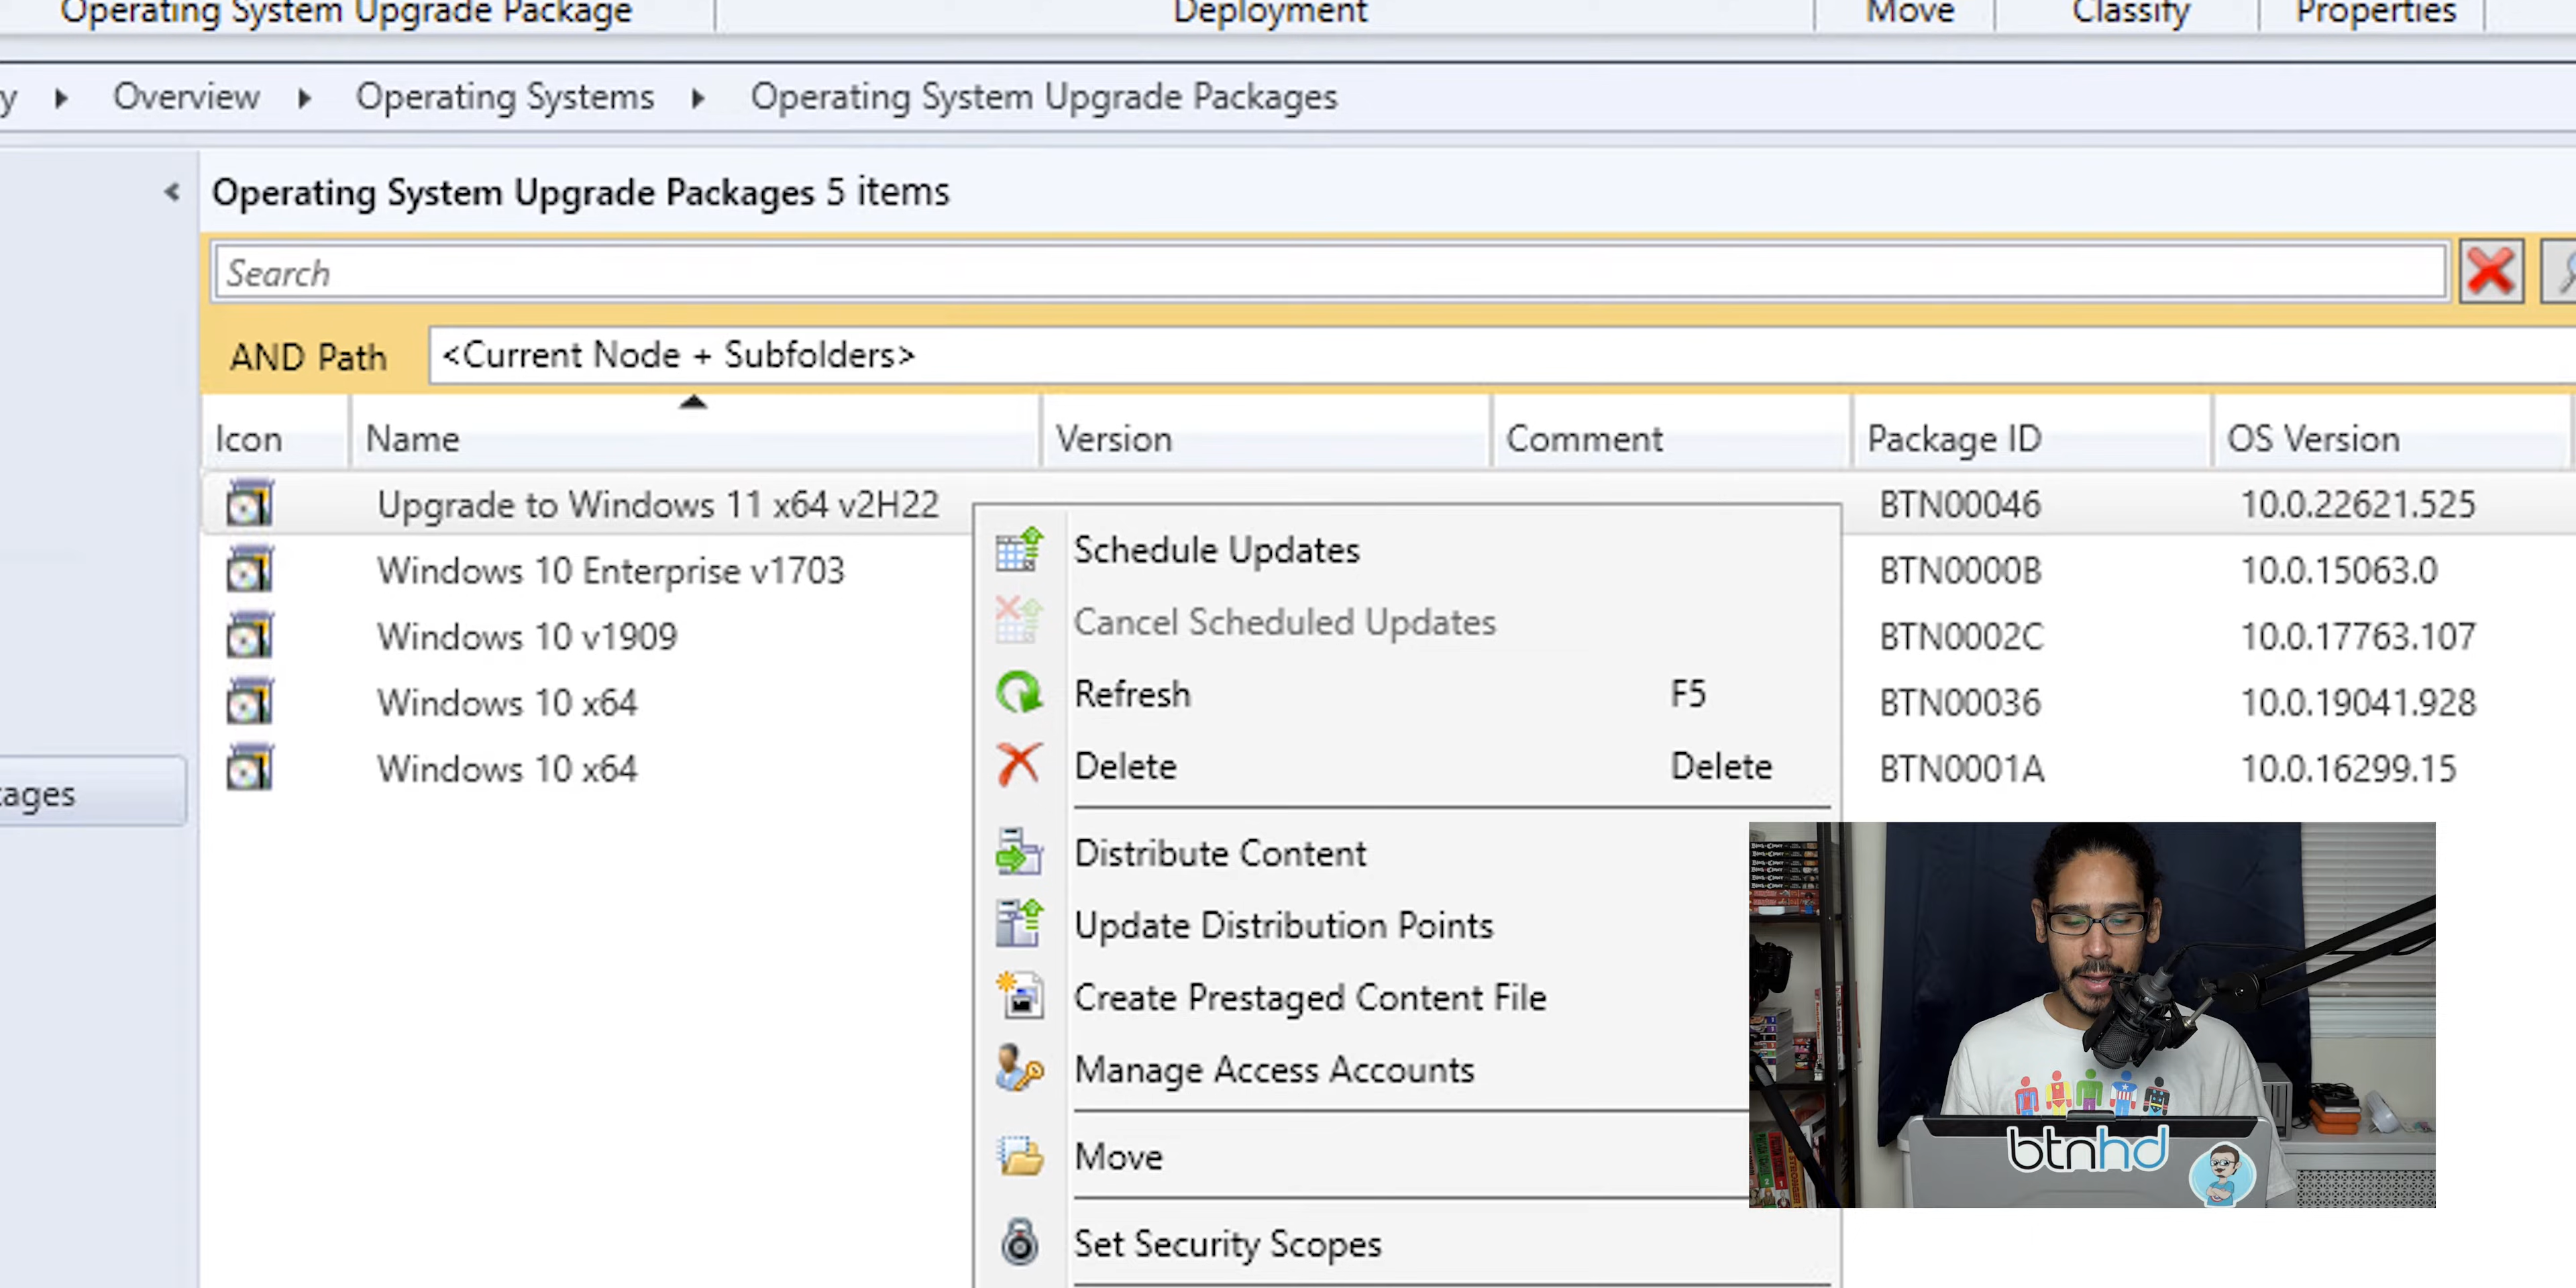 Operating System Upgrade Package Deployment Move Classify Properties
y ▸ Overview ▸ Operating Systems ▸ Operating System Upgrade Packages
Operating System Upgrade Packages 5 items
Search
AND Path <Current Node + Subfolders>
Icon Name Version Comment Package ID OS Version
Upgrade to Windows 11 x64 v2H22 BTN00046 10.0.22621.525
Windows 10 Enterprise v1703 BTN0000B 10.0.15063.0
Windows 10 v1909 BTN0002C 10.0.17763.107
Windows 10 x64 BTN00036 10.0.19041.928
Windows 10 x64 BTN0001A 10.0.16299.15
kages
Schedule Updates
Cancel Scheduled Updates
Refresh F5
Delete Delete
Distribute Content
Update Distribution Points
Create Prestaged Content File
Manage Access Accounts
Move
Set Security Scopes
btnhd